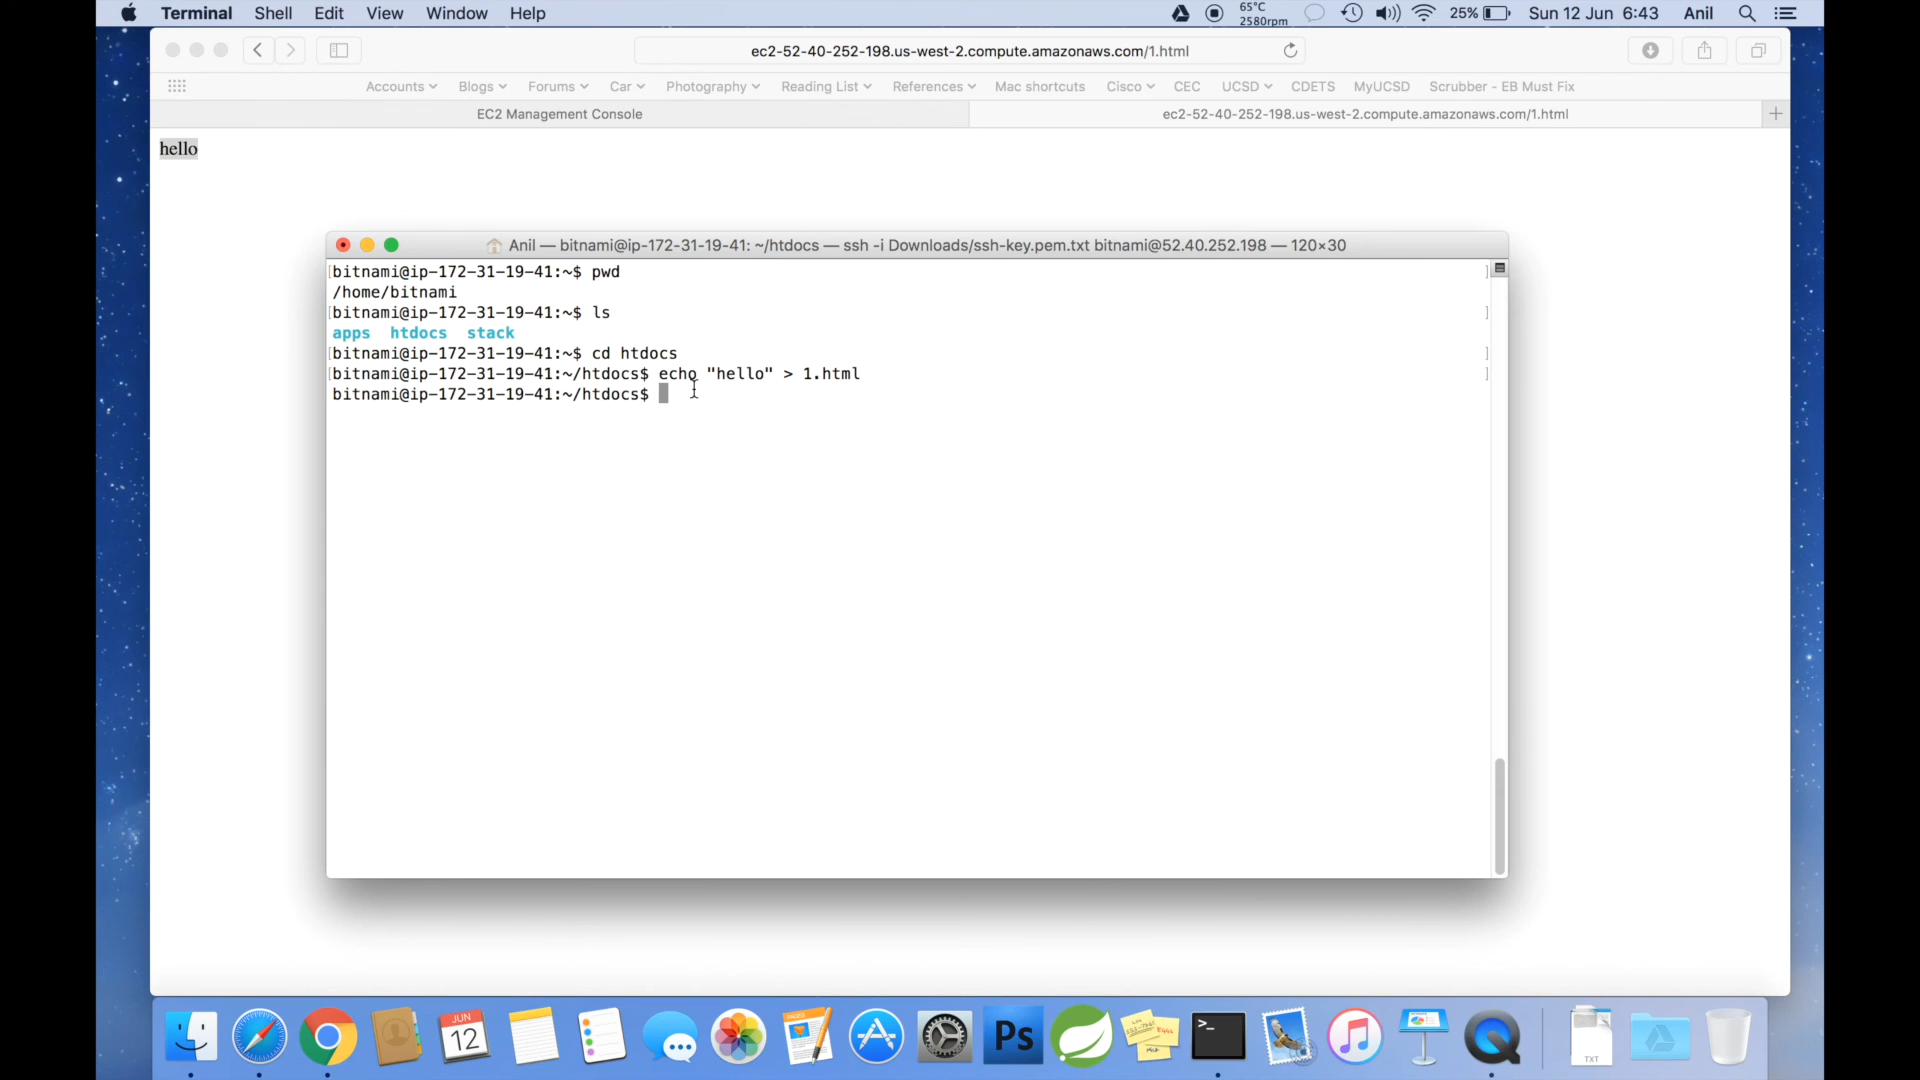 Terminal Shell Edit View Window Help 65°C 2580rpm 25% Sun 12 Jun 6:43 Anil
ec2-52-40-252-198.us-west-2.compute.amazonaws.com/1.html
Accounts Blogs Forums Car Photography Reading List References Mac shortcuts Cisco CEC UCSD CDETS MyUCSD Scrubber - EB Must Fix
EC2 Management Console ec2-52-40-252-198.us-west-2.compute.amazonaws.com/1.html
hello
Anil — bitnami@ip-172-31-19-41: ~/htdocs — ssh -i Downloads/ssh-key.pem.txt bitnami@52.40.252.198 — 120×30
[bitnami@ip-172-31-19-41:~$ pwd ]
/home/bitnami
[bitnami@ip-172-31-19-41:~$ ls ]
apps htdocs stack
[bitnami@ip-172-31-19-41:~$ cd htdocs ]
[bitnami@ip-172-31-19-41:~/htdocs$ echo "hello" > 1.html ]
bitnami@ip-172-31-19-41:~/htdocs$
JUN
12
PAGES
Ps
>_
TXT